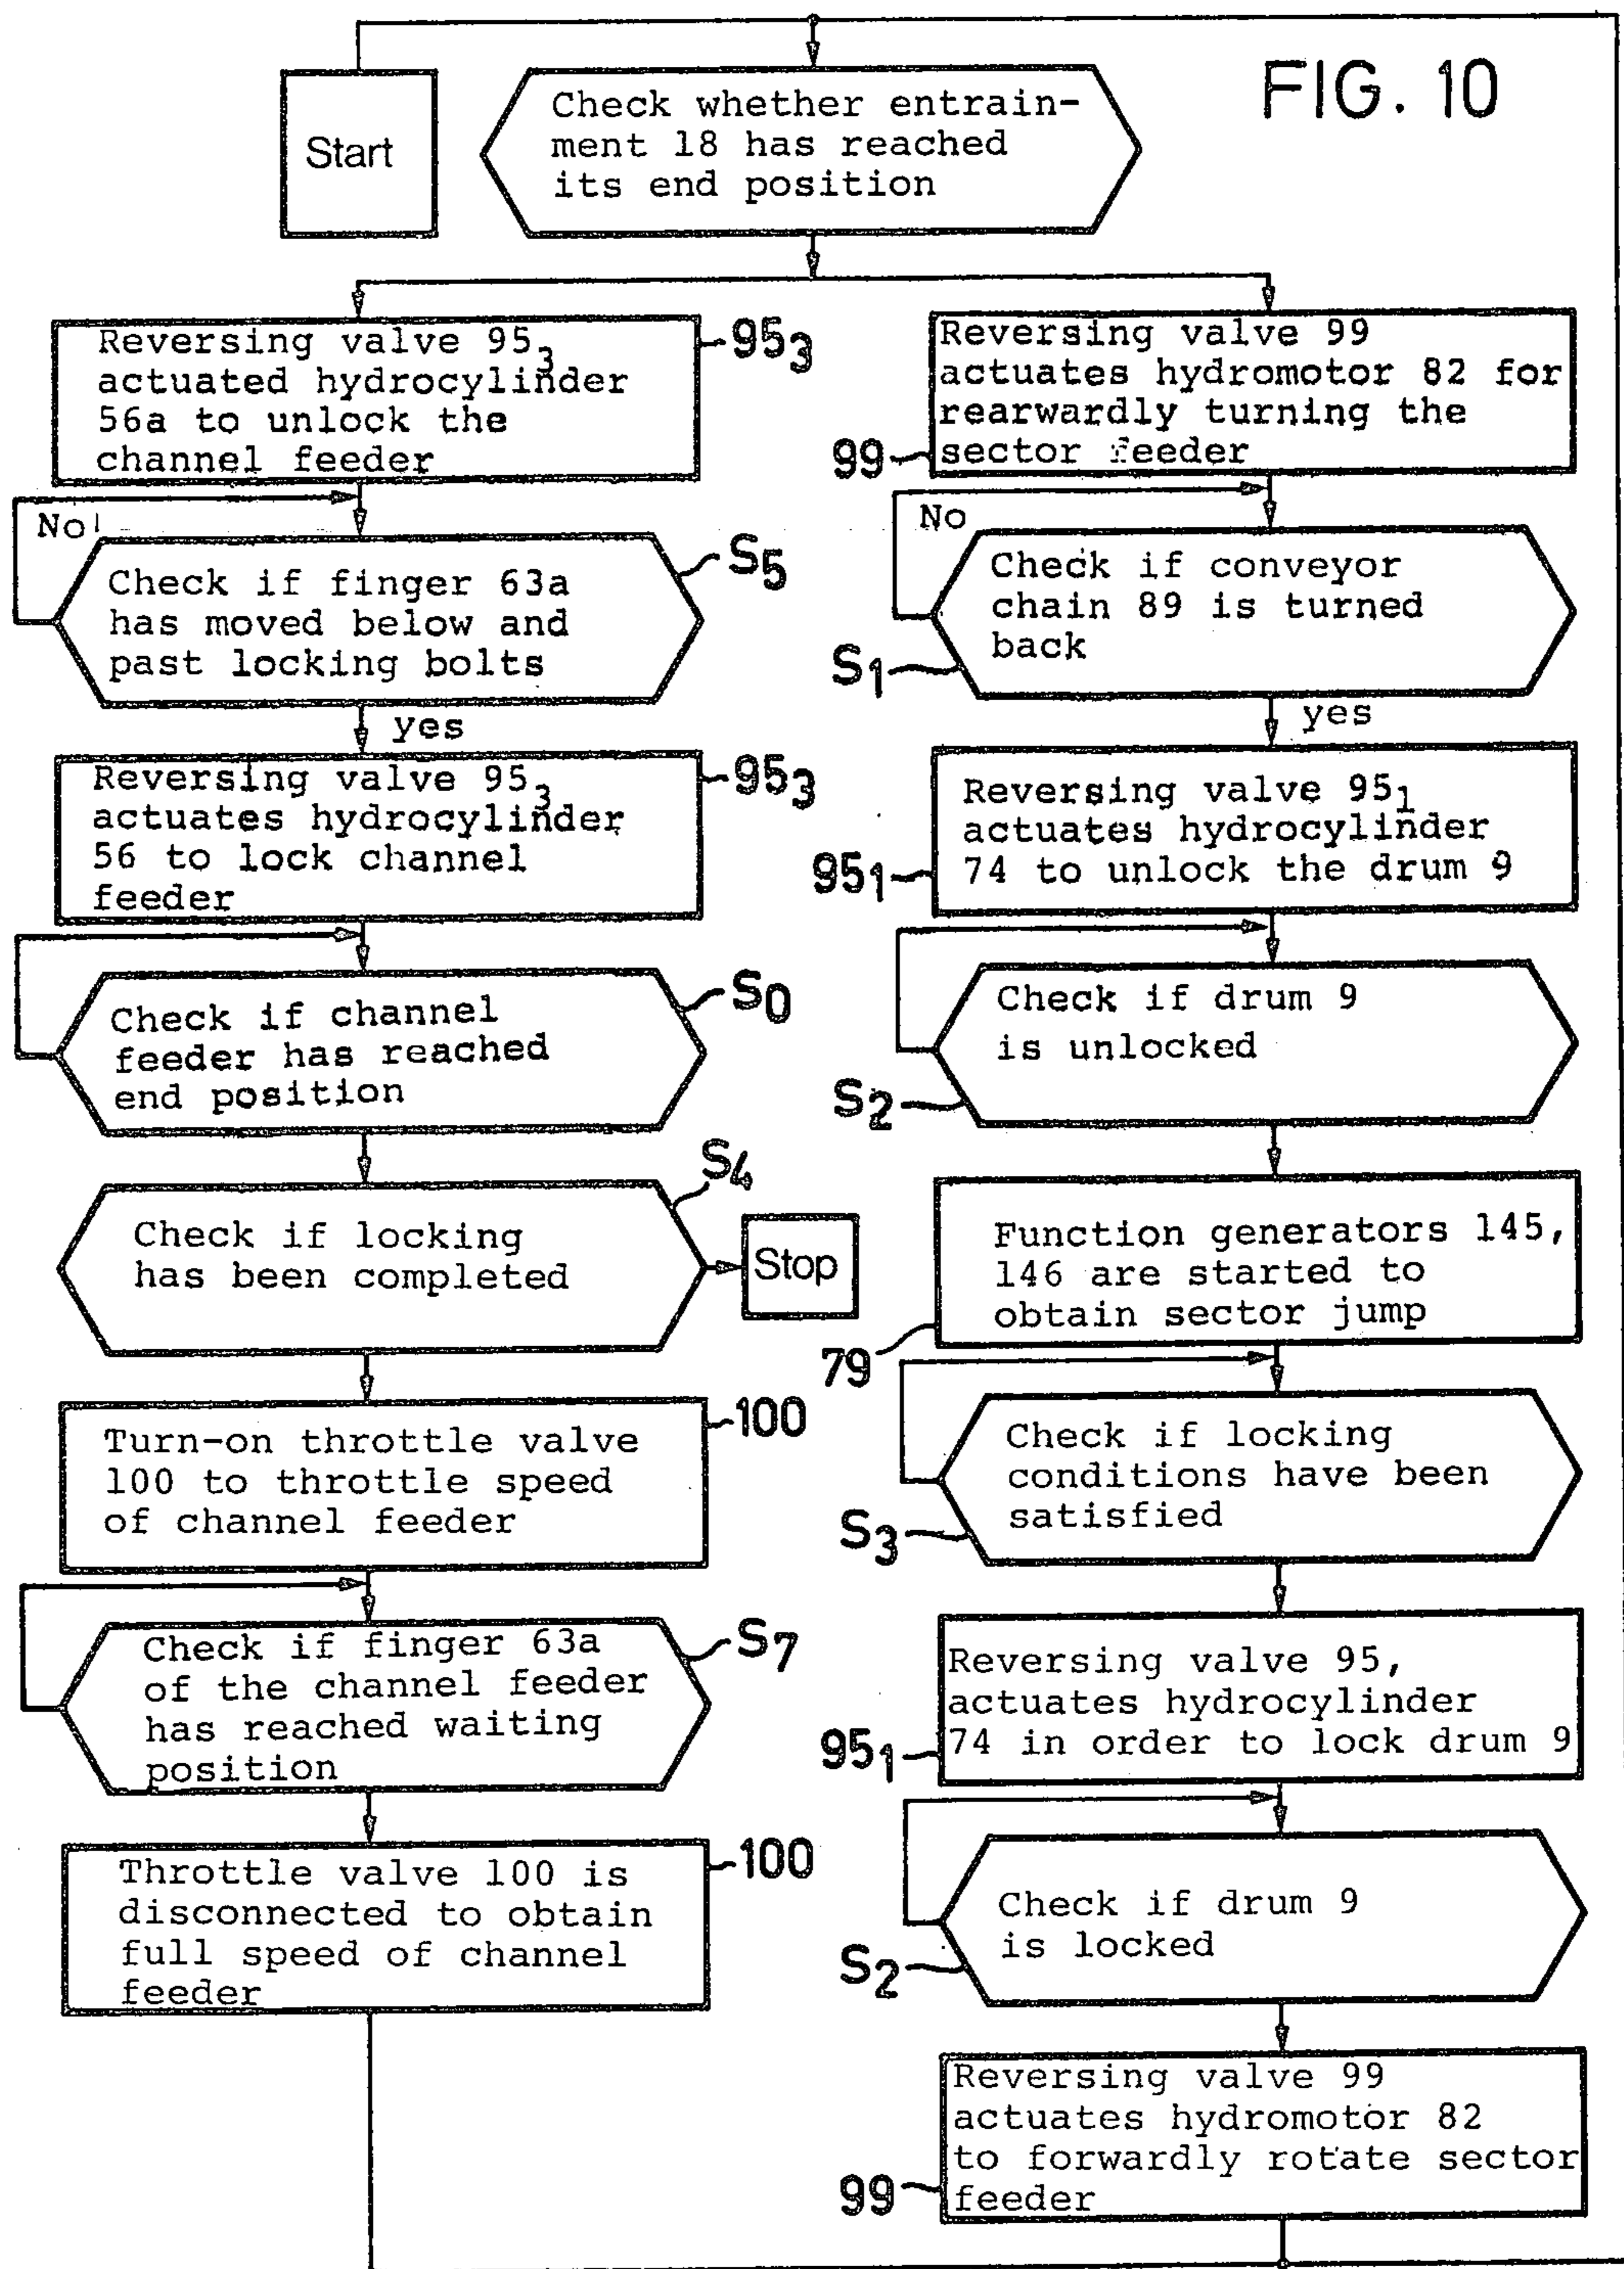 FIG. 10
Start
Check whether entrain-
ment 18 has reached
its end position
Reversing valve 95₃
actuated hydrocylinder
56a to unlock the
channel feeder
95₃
No
Check if finger 63a
has moved below and
past locking bolts
S₅
yes
Reversing valve 95₃
actuates hydrocylinder
56 to lock channel
feeder
95₃
Check if channel
feeder has reached
end position
S₀
Check if locking
has been completed
S₄
Stop
Turn-on throttle valve
100 to throttle speed
of channel feeder
100
Check if finger 63a
of the channel feeder
has reached waiting
position
S₇
Throttle valve 100 is
disconnected to obtain
full speed of channel
feeder
100
Reversing valve 99
actuates hydromotor 82 for
rearwardly turning the
sector feeder
99
No
Check if conveyor
chain 89 is turned
back
S₁
yes
Reversing valve 95₁
actuates hydrocylinder
74 to unlock the drum 9
95₁
Check if drum 9
is unlocked
S₂
Function generators 145,
146 are started to
obtain sector jump
79
Check if locking
conditions have been
satisfied
S₃
Reversing valve 95,
actuates hydrocylinder
74 in order to lock drum 9
95₁
Check if drum 9
is locked
S₂
Reversing valve 99
actuates hydromotor 82
to forwardly rotate sector
feeder
99